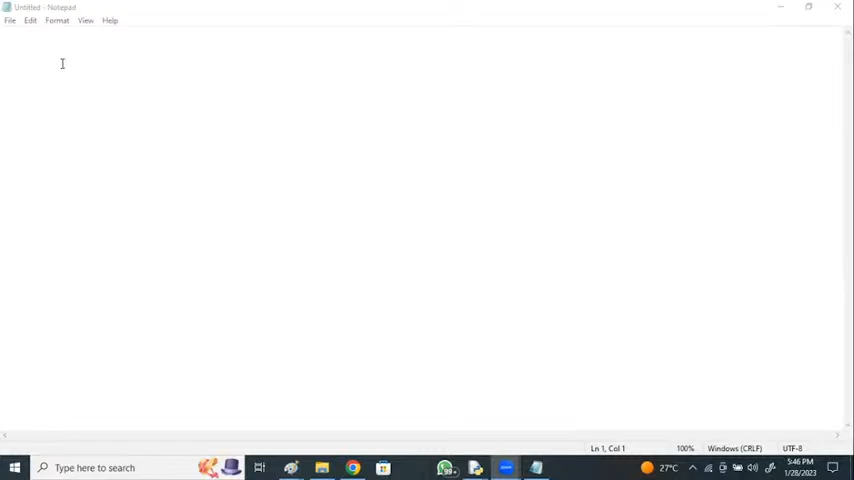 Untitled - Notepad
File Edit Format View Help
Ln 1, Col 1 100% Windows (CRLF) UTF-8
Type here to search
99+
27°C
5:46 PM
1/28/2023